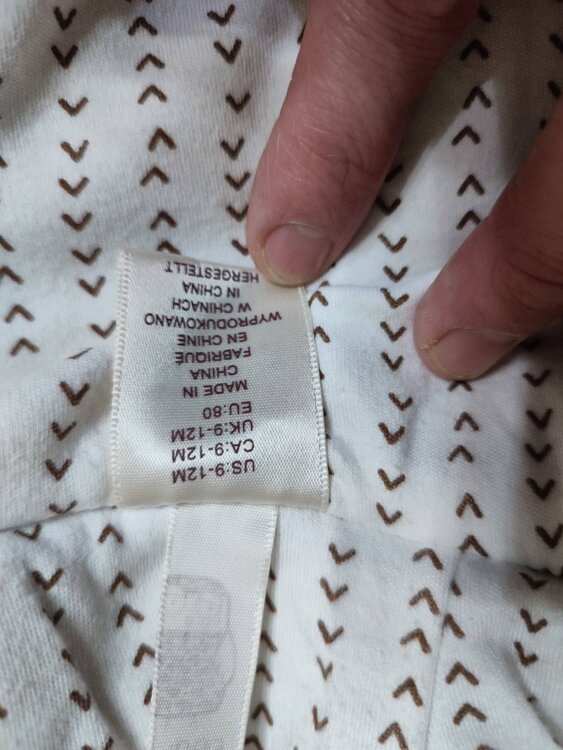 US:9-12M
CA:9-12M
UK:9-12M
EU:80
MADE IN
CHINA
FABRIQUÉ
EN CHINE
WYPRODUKOWANO
W CHINACH
IN CHINA
HERGESTELLT